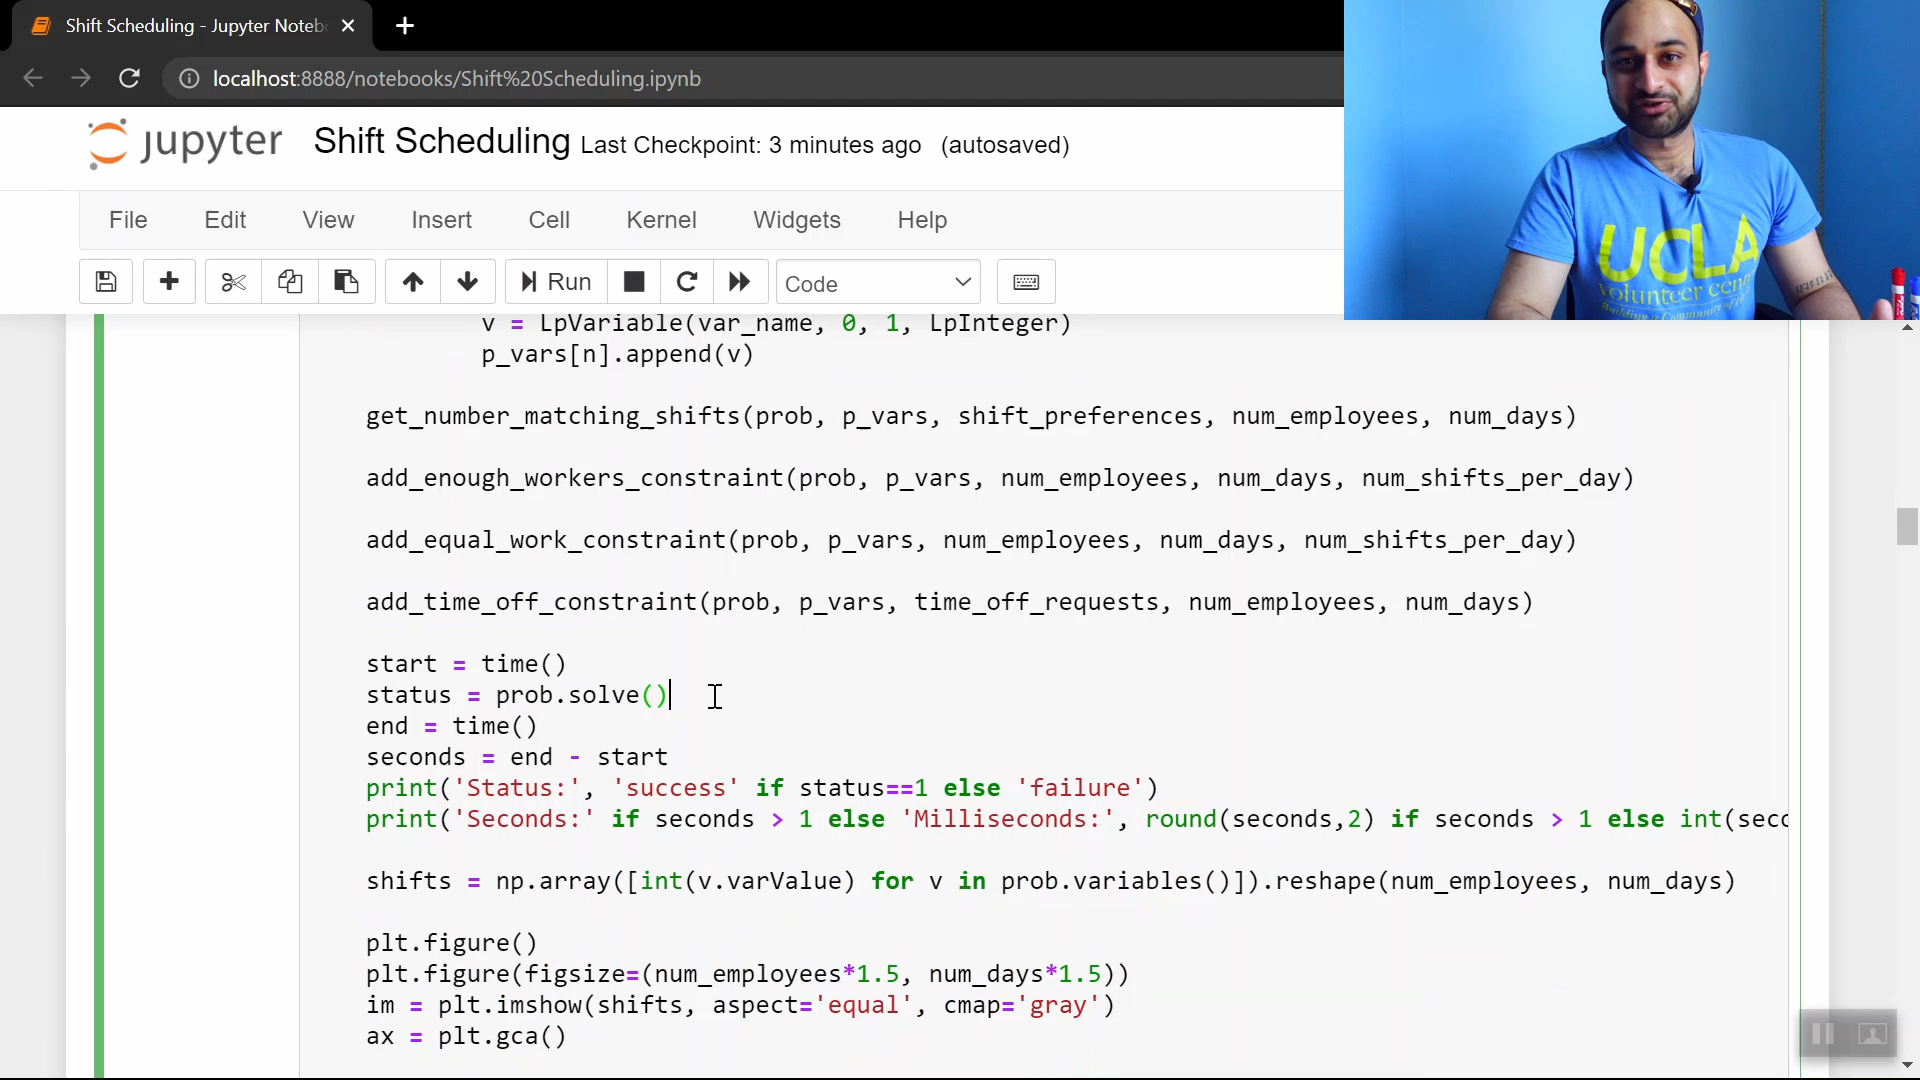 Shift Scheduling - Jupyter Noteb
localhost:8888/notebooks/Shift%20Scheduling.ipynb
jupyter Shift Scheduling Last Checkpoint: 3 minutes ago (autosaved)
File Edit View Insert Cell Kernel Widgets Help
Run Code
UCLA
volunteer cen
v = LpVariable(var_name, 0, 1, LpInteger)
p_vars[n].append(v)
get_number_matching_shifts(prob, p_vars, shift_preferences, num_employees, num_days)
add_enough_workers_constraint(prob, p_vars, num_employees, num_days, num_shifts_per_day)
add_equal_work_constraint(prob, p_vars, num_employees, num_days, num_shifts_per_day)
add_time_off_constraint(prob, p_vars, time_off_requests, num_employees, num_days)
start = time()
status = prob.solve()
end = time()
seconds = end - start
print('Status:', 'success' if status==1 else 'failure')
print('Seconds:' if seconds > 1 else 'Milliseconds:', round(seconds,2) if seconds > 1 else int(sec
shifts = np.array([int(v.varValue) for v in prob.variables()]).reshape(num_employees, num_days)
plt.figure()
plt.figure(figsize=(num_employees*1.5, num_days*1.5))
im = plt.imshow(shifts, aspect='equal', cmap='gray')
ax = plt.gca()